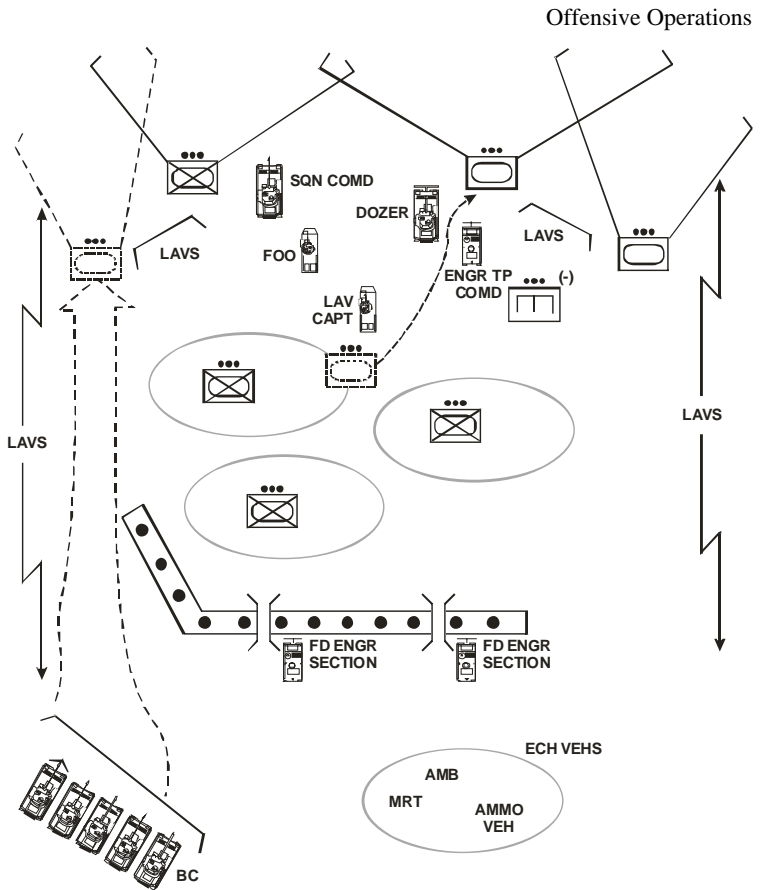 Offensive Operations
SQN COMD
DOZER
LAVS
FOO
LAVS
ENGR TP
COMD
(-)
LAV
CAPT
LAVS
LAVS
FD ENGR
SECTION
FD ENGR
SECTION
ECH VEHS
AMB
MRT
AMMO
VEH
BC